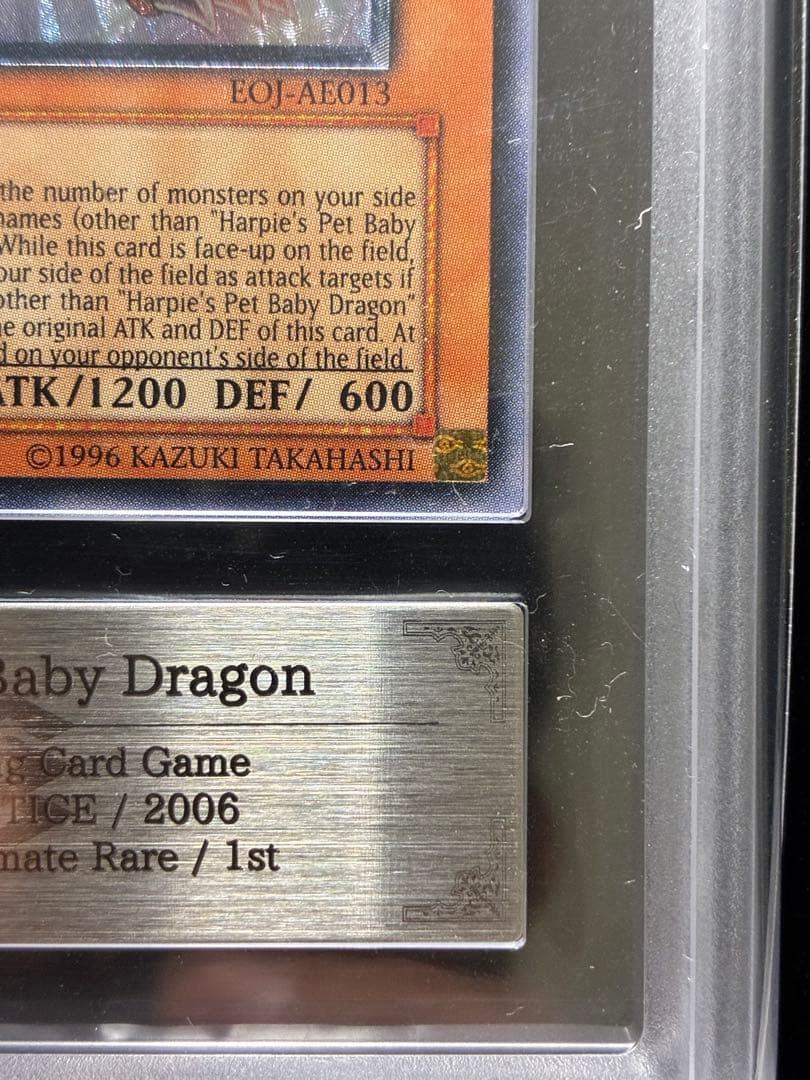 EOJ-AE013
the number of monsters on your side
names (other than "Harpie's Pet Baby
While this card is face-up on the field,
our side of the field as attack targets if
other than "Harpie's Pet Baby Dragon"
e original ATK and DEF of this card. At
d on your opponent's side of the field.
ATK/1200 DEF/ 600
©1996 KAZUKI TAKAHASHI
Baby Dragon
g Card Game
TICE / 2006
mate Rare / 1st